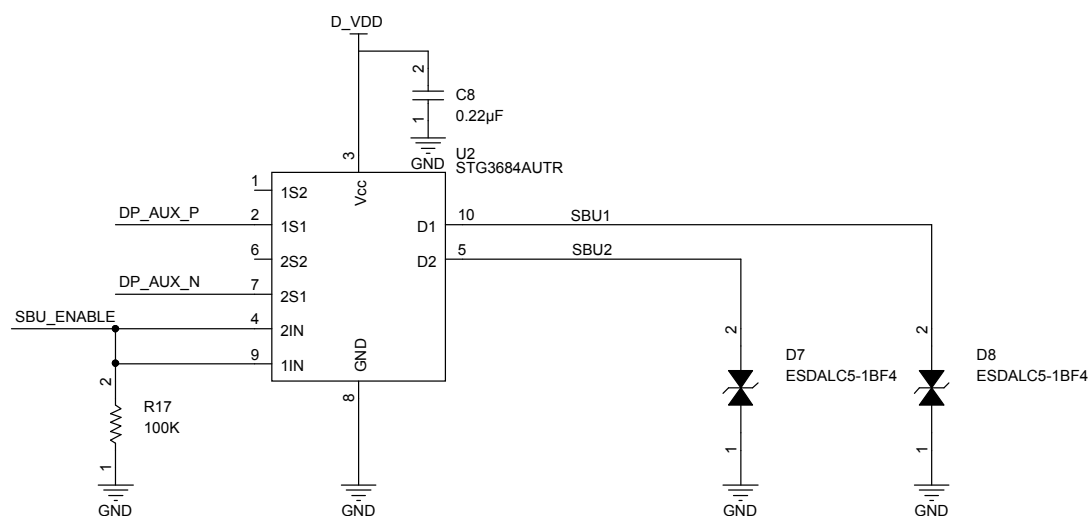 D_VDD
2
C8
0.22µF
1
GND
U2
STG3684AUTR
3
Vcc
1
1S2
DP_AUX_P
2
1S1
D1
10
SBU1
6
2S2
D2
5
SBU2
DP_AUX_N
7
2S1
SBU_ENABLE
4
2IN
9
1IN
GND
8
2
R17
100K
1
GND
GND
2
D7
ESDALC5-1BF4
1
GND
2
D8
ESDALC5-1BF4
1
GND